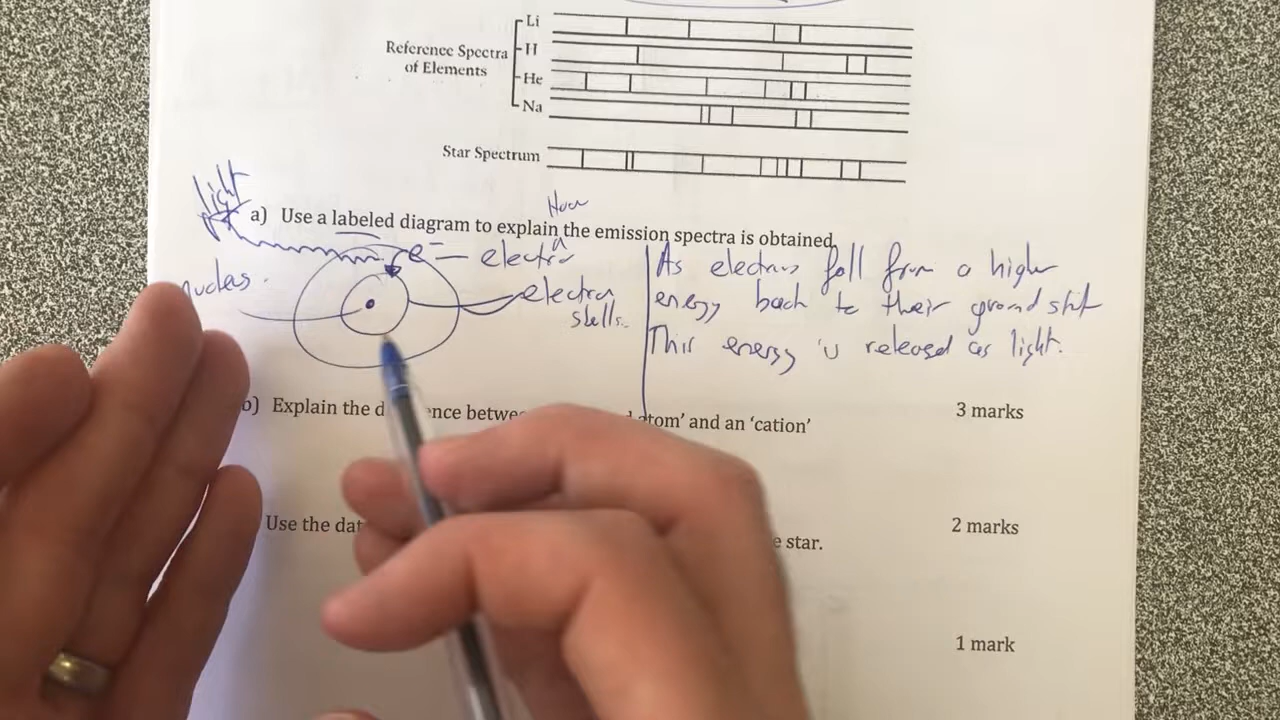 Li
Reference Spectra
of Elements
H
He
Na
Star Spectrum
light
a) Use a labeled diagram to explain the emission spectra is obtained.
How
e⁻ electron
nucleus.
electron
shells.
As electrons fall from a higher
energy back to their ground
This energy is released as light.
3 marks
b) Explain the d nce betwe atom’ and an ‘cation’
2 marks
Use the dat e star.
1 mark